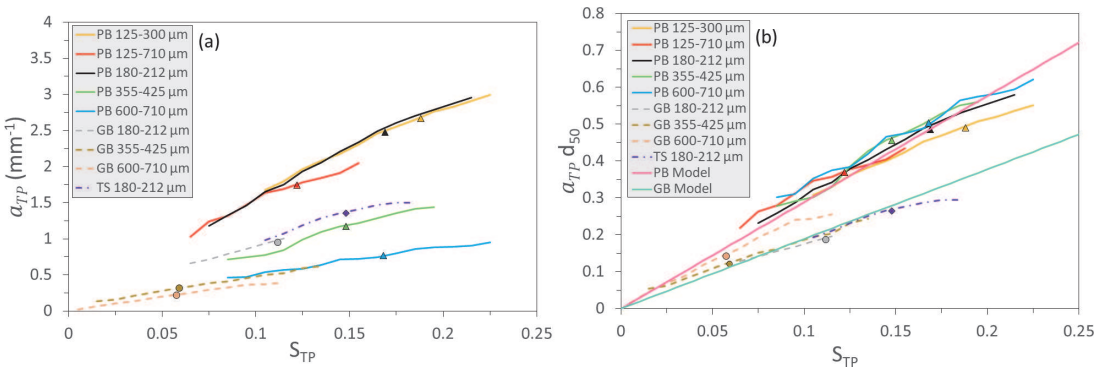 4
3.5
3
2.5
2
1.5
1
0.5
0
a_TP (mm⁻¹)
PB 125-300 µm
PB 125-710 µm
PB 180-212 µm
PB 355-425 µm
PB 600-710 µm
GB 180-212 µm
GB 355-425 µm
GB 600-710 µm
TS 180-212 µm
(a)
0 0.05 0.1 0.15 0.2 0.25
S_TP
0.8
0.7
0.6
0.5
0.4
0.3
0.2
0.1
0
a_TP d_50
PB 125-300 µm
PB 125-710 µm
PB 180-212 µm
PB 355-425 µm
PB 600-710 µm
GB 180-212 µm
GB 355-425 µm
GB 600-710 µm
TS 180-212 µm
PB Model
GB Model
(b)
0 0.05 0.1 0.15 0.2 0.25
S_TP